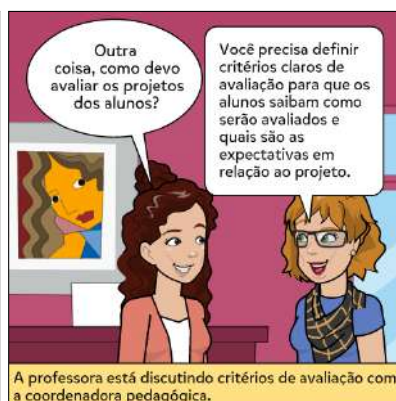 Outra
coisa, como devo
avaliar os projetos
dos alunos?
Você precisa definir
critérios claros de
avaliação para que os
alunos saibam como
serão avaliados e
quais são as
expectativas em
relação ao projeto.
A professora está discutindo critérios de avaliação com
a coordenadora pedagógica.